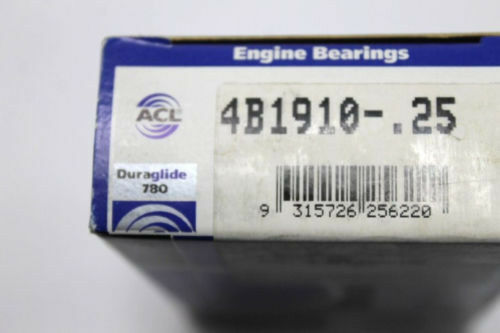 Engine Bearings
ACL
4B1910-.25
Duraglide
780
9 315726 256220